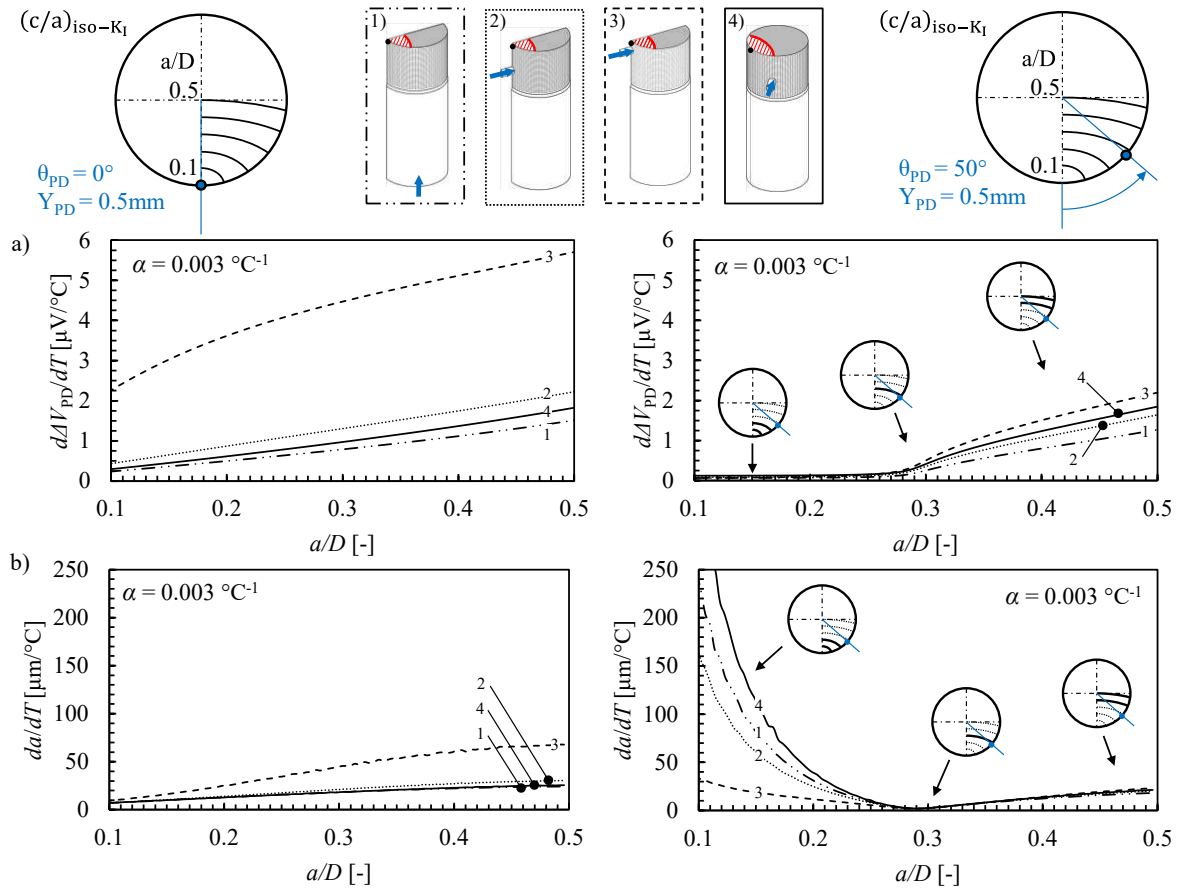 (c/a)iso−KI
a/D
0.5
0.1
θPD = 0°
YPD = 0.5mm
1)
2)
3)
4)
(c/a)iso−KI
a/D
0.5
0.1
θPD = 50°
YPD = 0.5mm
a)
α = 0.003 °C-1
dΔVPD/dT [μV/°C]
6
5
4
3
2
1
0
3
2
4
1
0.1 0.2 0.3 0.4 0.5
a/D [-]
α = 0.003 °C-1
dΔVPD/dT [μV/°C]
6
5
4
3
2
1
0
4
3
1
2
0.1 0.2 0.3 0.4 0.5
a/D [-]
b)
α = 0.003 °C-1
da/dT [μm/°C]
250
200
150
100
50
0
2
4
1
3
0.1 0.2 0.3 0.4 0.5
a/D [-]
α = 0.003 °C-1
da/dT [μm/°C]
250
200
150
100
50
0
4
1
2
3
0.1 0.2 0.3 0.4 0.5
a/D [-]